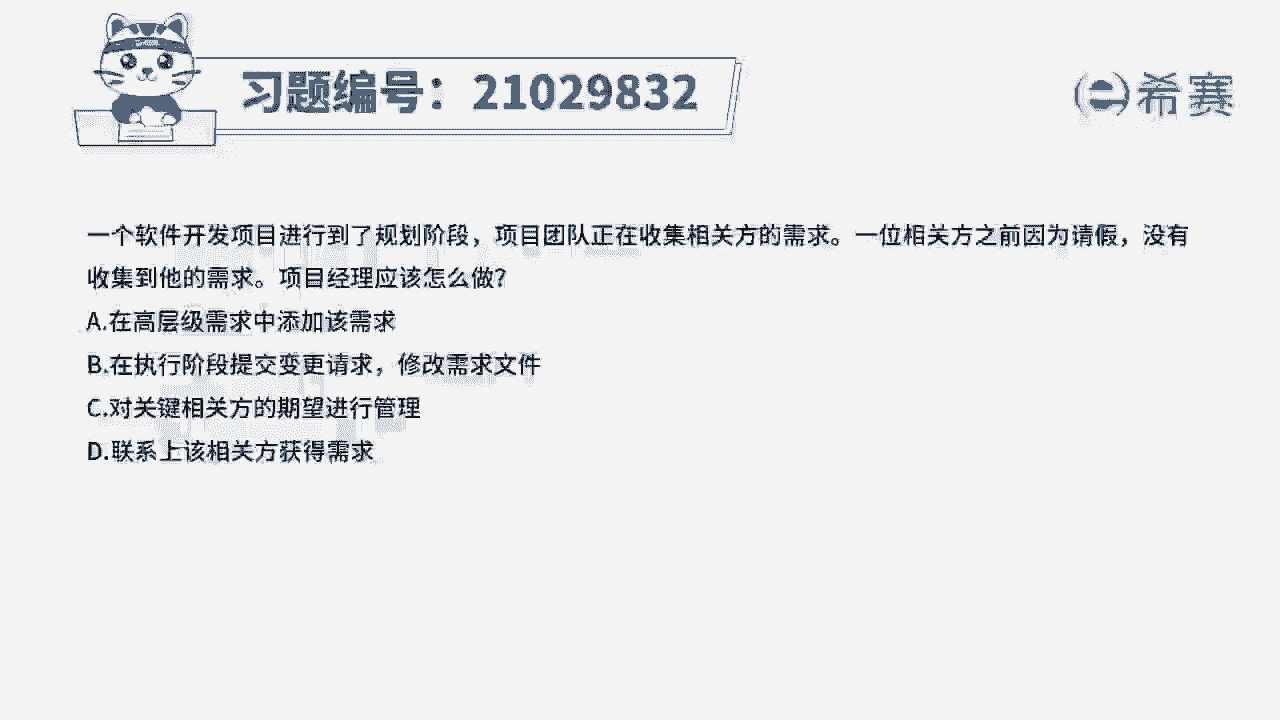 习题编号：21029832
希赛
一个软件开发项目进行到了规划阶段，项目团队正在收集相关方的需求。一位相关方之前因为请假，没有
收集到他的需求。项目经理应该怎么做？
A.在高层级需求中添加该需求
B.在执行阶段提交变更请求，修改需求文件
C.对关键相关方的期望进行管理
D.联系上该相关方获得需求